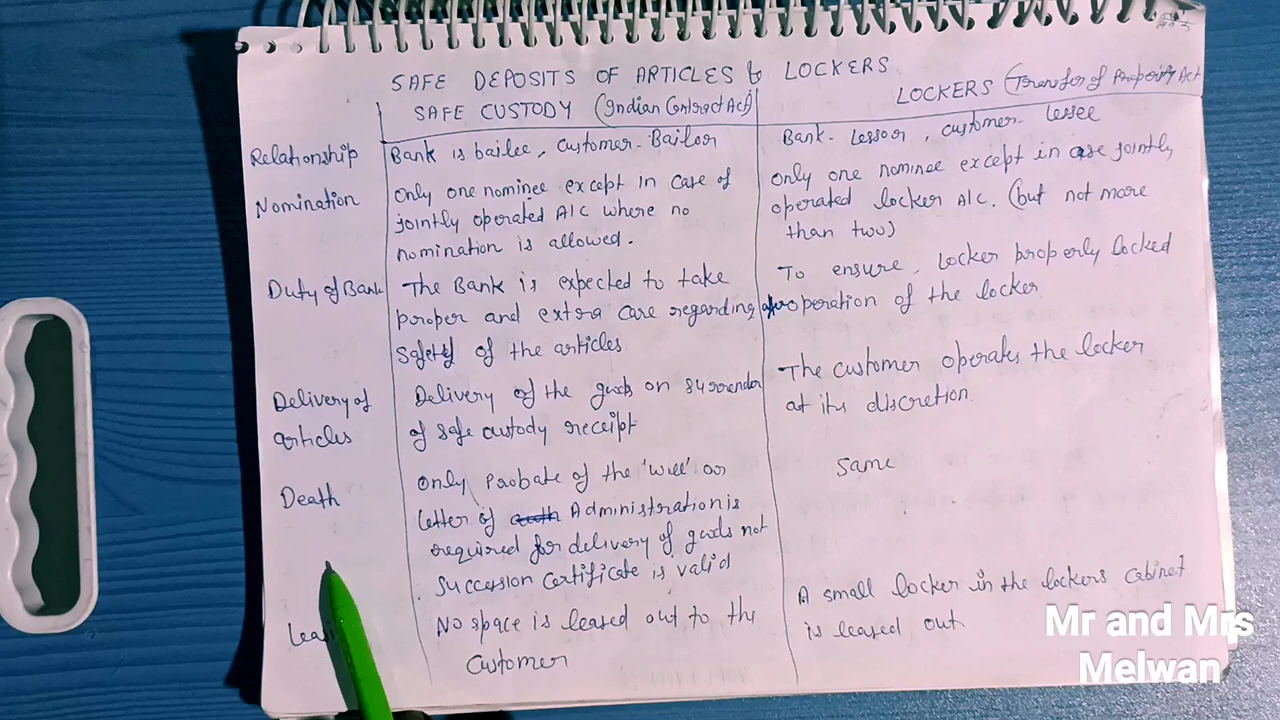 SAFE DEPOSITS OF ARTICLES & LOCKERS
SAFE CUSTODY (Indian Contract Act)
LOCKERS (Transfer of Property Act
Relationship
Bank is bailee, Customer-Bailor
Bank-Lessoor, customer-lessee
Nomination
Only one nominee except in case of
jointly operated A/C where no
nomination is allowed.
Only one nominee except in case jointly
operated locker A/C. (but not more
than two)
Duty of Bank
The Bank is expected to take
proper and extra care regarding
safety of the articles
To ensure, Locker properly locked
operation of the locker
Delivery of
articles
Delivery of the goods on surrender
of safe custody receipt
The customer operates the locker
at its discretion.
Death
Only Probate of the 'will' or
letter of Administration is
required for delivery of goods not
succession certificate is valid
Same
Leas
No space is leased out to the
Customer
A small locker in the lockers cabinet
is leased out
Mr and Mrs
Melwan